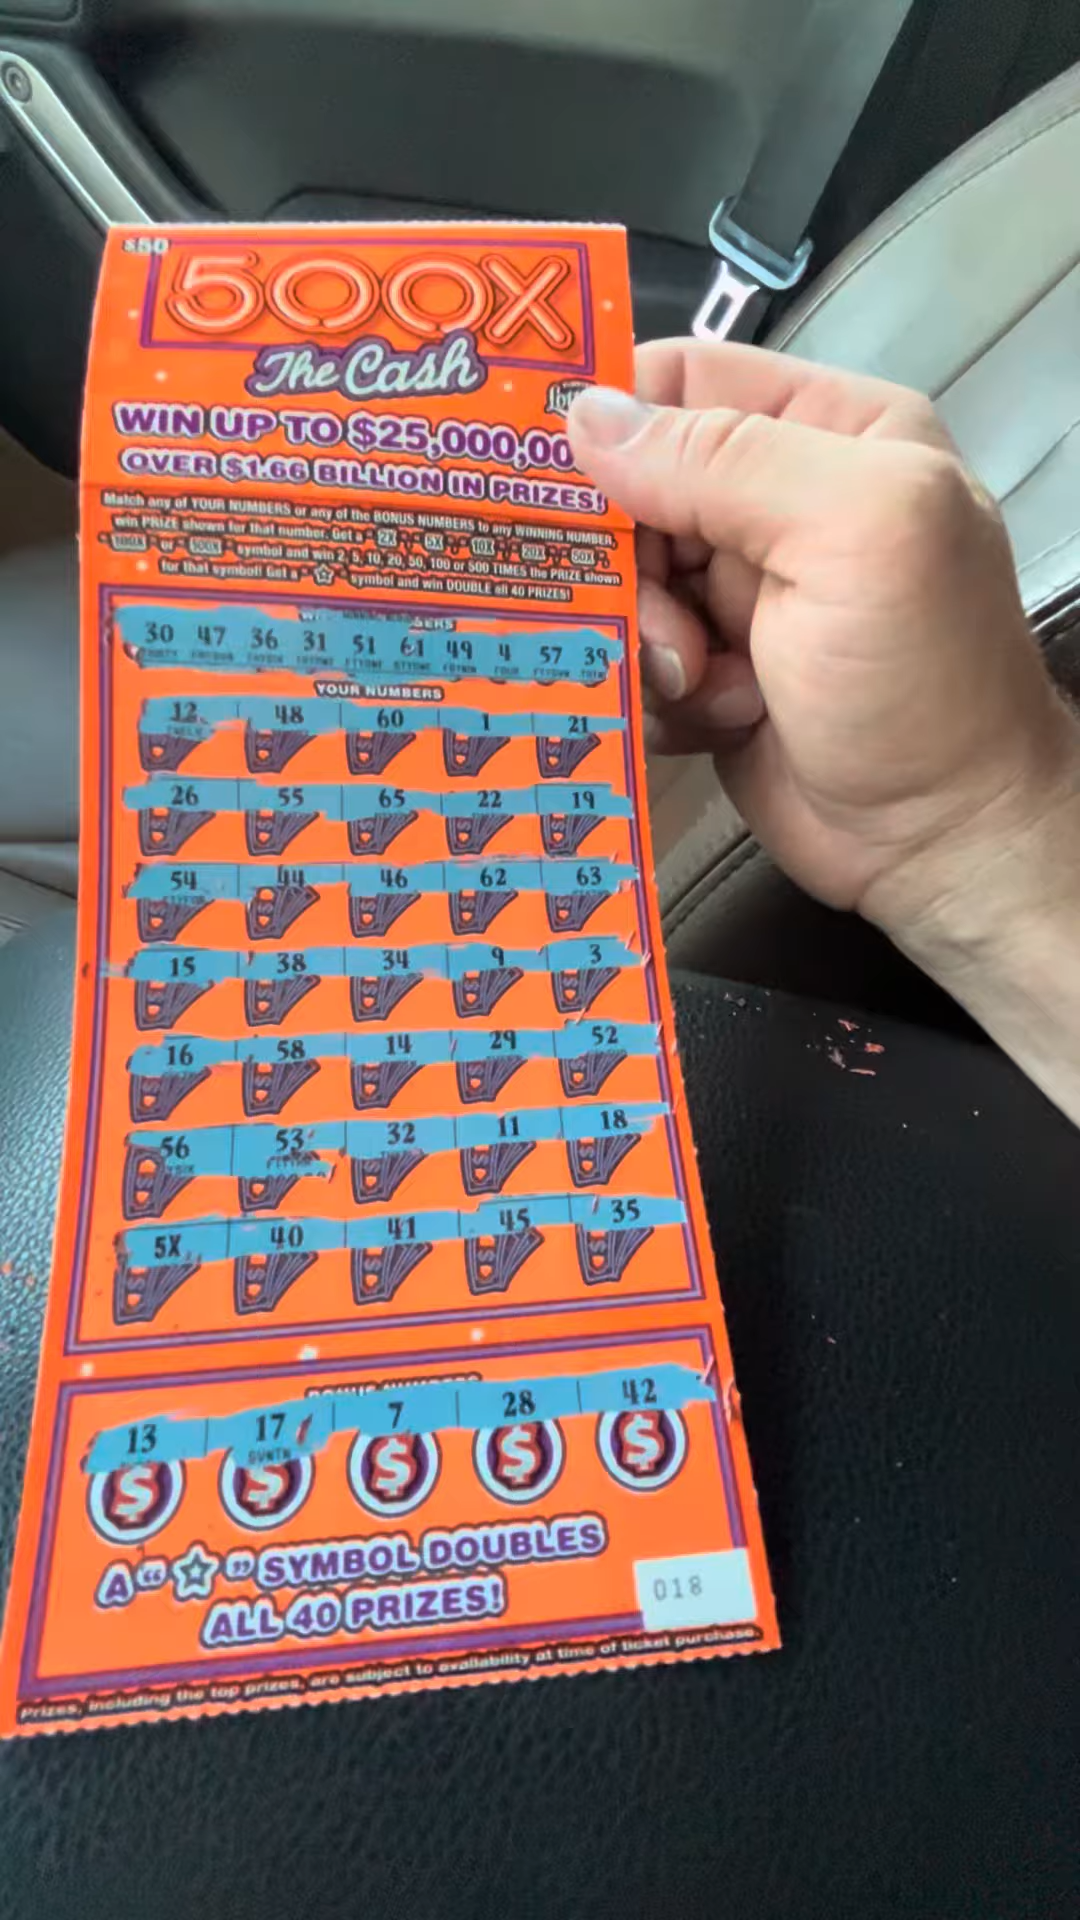 $50
500X
The Cash
WIN UP TO $25,000,00
OVER $1.66 BILLION IN PRIZES!
Match any of YOUR NUMBERS or any of the BONUS NUMBERS to any WINNING NUMBER,
win PRIZE shown for that number. Get a "2X", "5X", "10X", "20X", "50X",
"100X" or "500X" symbol and win 2, 5, 10, 20, 50, 100 or 500 TIMES the PRIZE shown
for that symbol! Get a "☆" symbol and win DOUBLE all 40 PRIZES!
30 47 36 31 51 61 49 4 57 39
YOUR NUMBERS
12 48 60 1 21
26 55 65 22 19
54 44 46 62 63
15 38 34 9 3
16 58 14 29 52
56 53 32 11 18
5X 40 41 45 35
13 17 7 28 42
SVNTN
A "☆" SYMBOL DOUBLES
ALL 40 PRIZES!
018
Prizes, including the top prizes, are subject to availability at time of ticket purchase.